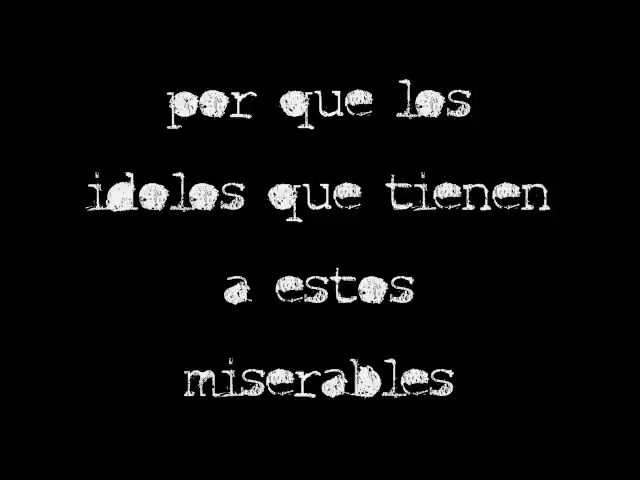 por que los
idolos que tienen
a estos
miserables